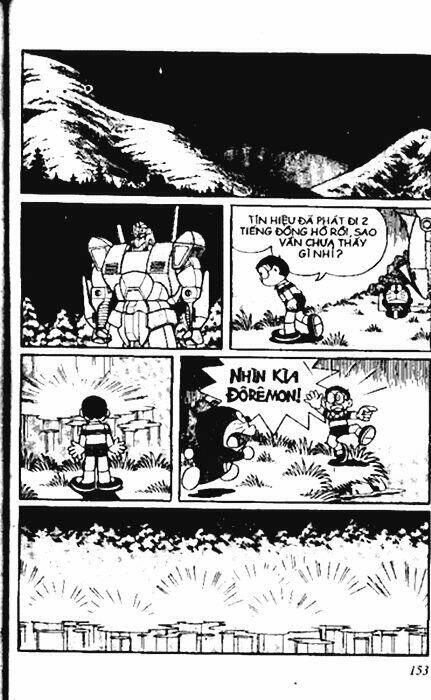 TÍN HIỆU ĐÃ PHÁT ĐI 2
TIẾNG ĐỒNG HỒ RỒI, SAO
VẪN CHƯA THẤY
GÌ NHỈ?
NHÌN KÌA
ĐÔRÊMON!
153